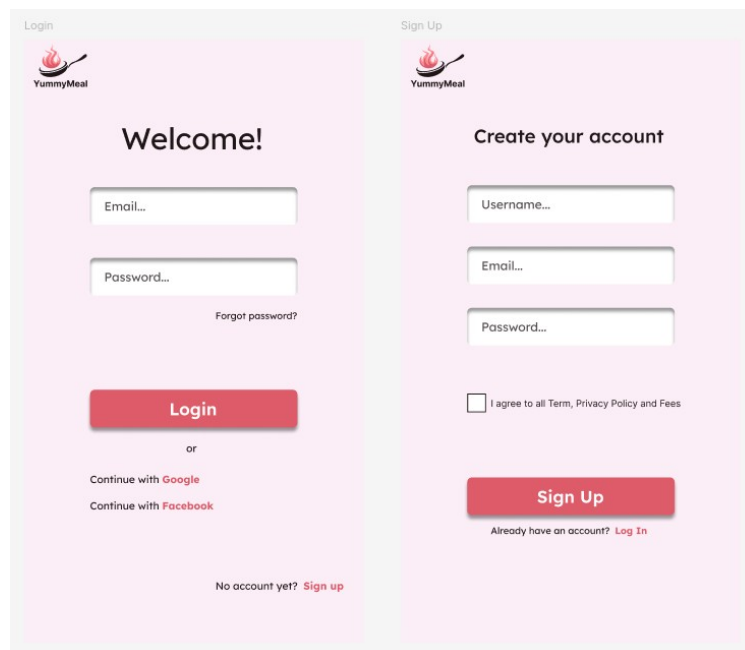 Login
YummyMeal
Welcome!
Email...
Password...
Forgot password?
Login
or
Continue with Google
Continue with Facebook
No account yet? Sign up
Sign Up
YummyMeal
Create your account
Username...
Email...
Password...
I agree to all Term, Privacy Policy and Fees
Sign Up
Already have an account? Log In